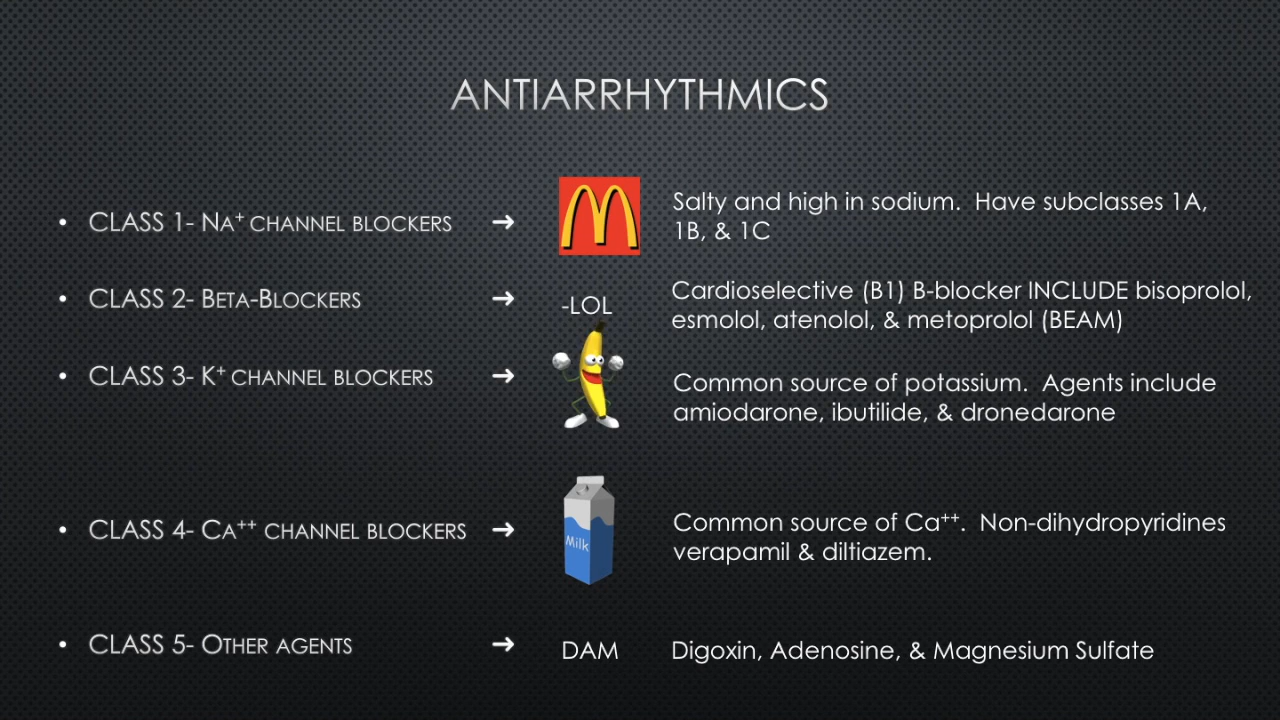 ANTIARRHYTHMICS
• CLASS 1- NA⁺ CHANNEL BLOCKERS ➔ Salty and high in sodium.  Have subclasses 1A,
1B, & 1C
• CLASS 2- BETA-BLOCKERS ➔ -LOL Cardioselective (B1) B-blocker INCLUDE bisoprolol,
esmolol, atenolol, & metoprolol (BEAM)
• CLASS 3- K⁺ CHANNEL BLOCKERS ➔ Common source of potassium.  Agents include
amiodarone, ibutilide, & dronedarone
• CLASS 4- CA⁺⁺ CHANNEL BLOCKERS ➔ Milk Common source of Ca⁺⁺.  Non-dihydropyridines
verapamil & diltiazem.
• CLASS 5- OTHER AGENTS ➔ DAM Digoxin, Adenosine, & Magnesium Sulfate